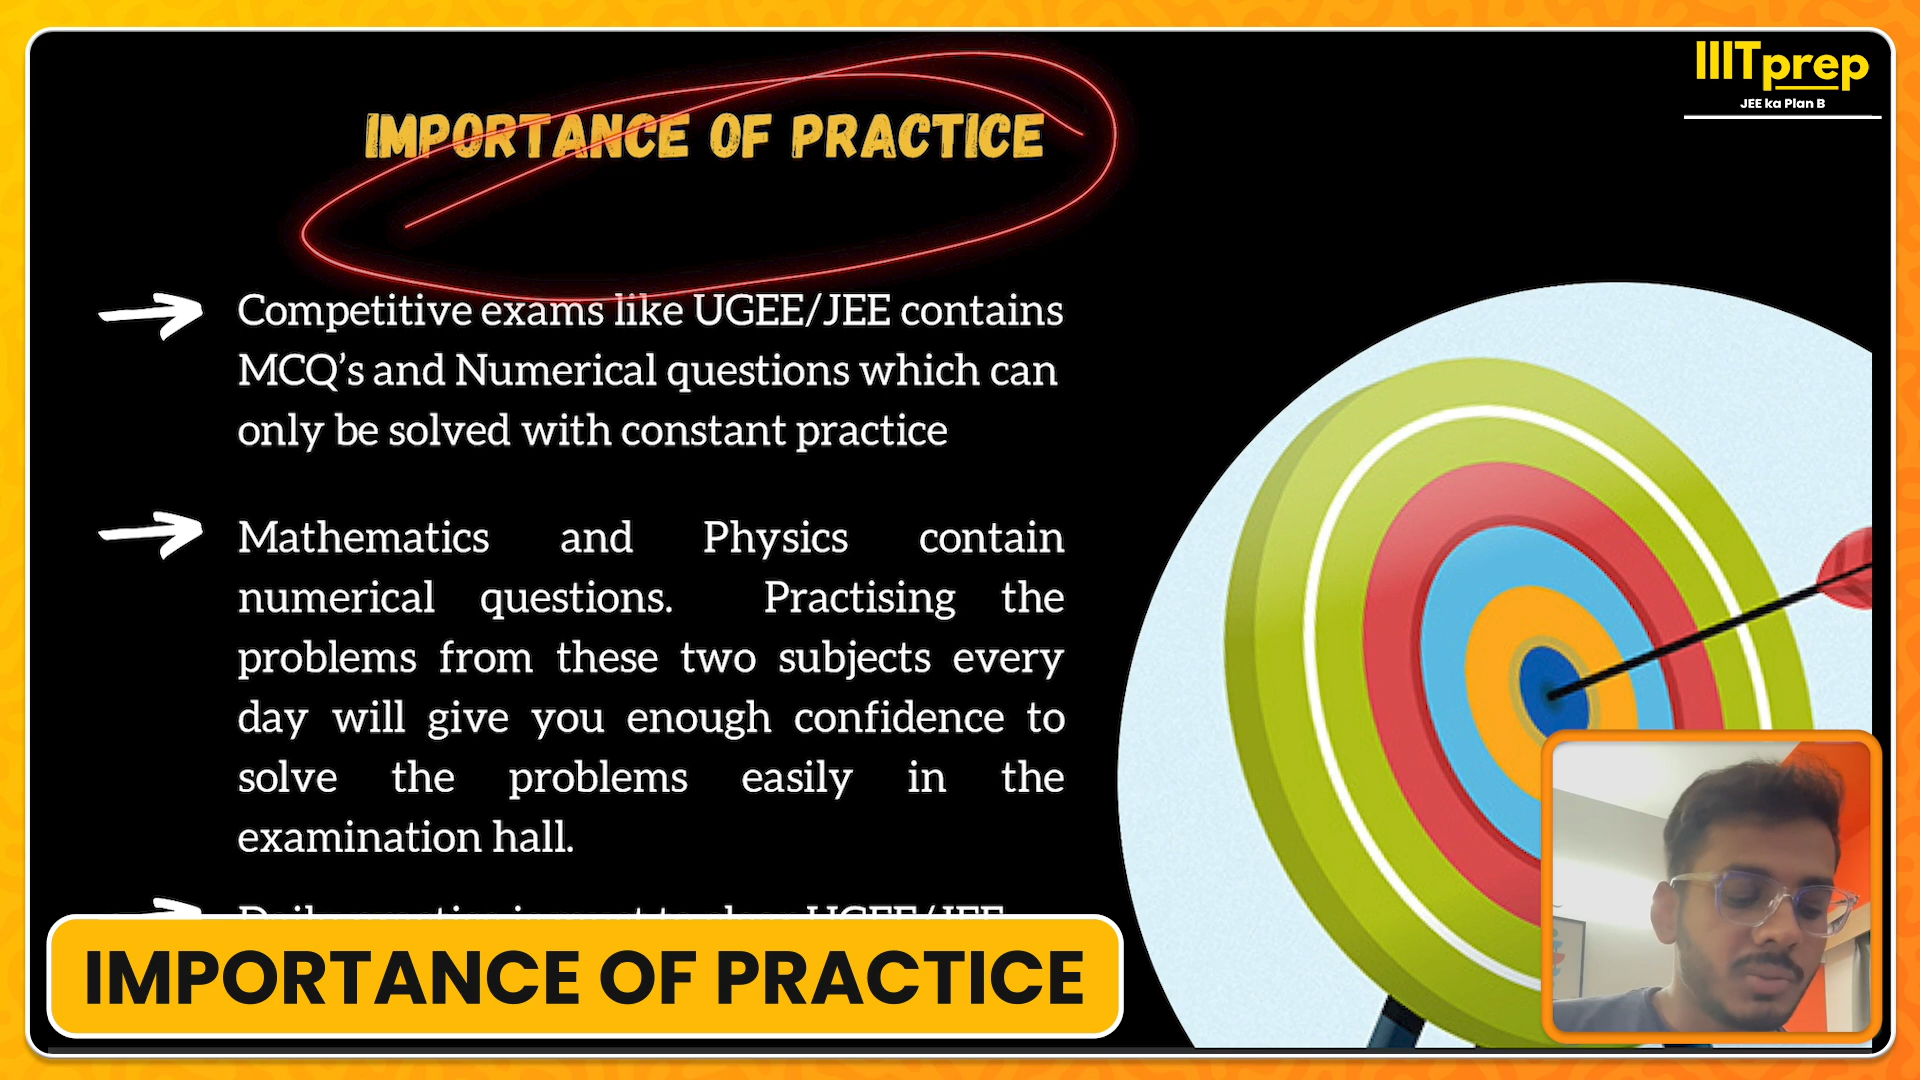 IIITprep
JEE ka Plan B
IMPORTANCE OF PRACTICE
Competitive exams like UGEE/JEE contains
MCQ’s and Numerical questions which can
only be solved with constant practice
Mathematics and Physics contain
numerical questions. Practising the
problems from these two subjects every
day will give you enough confidence to
solve the problems easily in the
examination hall.
UGEE/JEE
IMPORTANCE OF PRACTICE